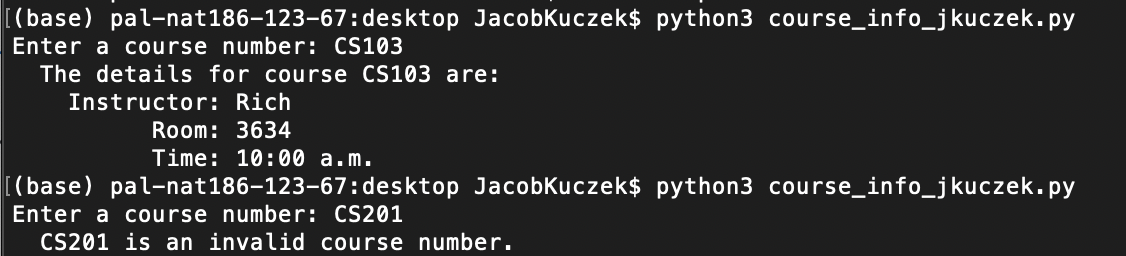 [(base) pal-nat186-123-67:desktop JacobKuczek$ python3 course_info_jkuczek.py
Enter a course number: CS103
  The details for course CS103 are:
    Instructor: Rich
          Room: 3634
          Time: 10:00 a.m.
[(base) pal-nat186-123-67:desktop JacobKuczek$ python3 course_info_jkuczek.py
Enter a course number: CS201
  CS201 is an invalid course number.